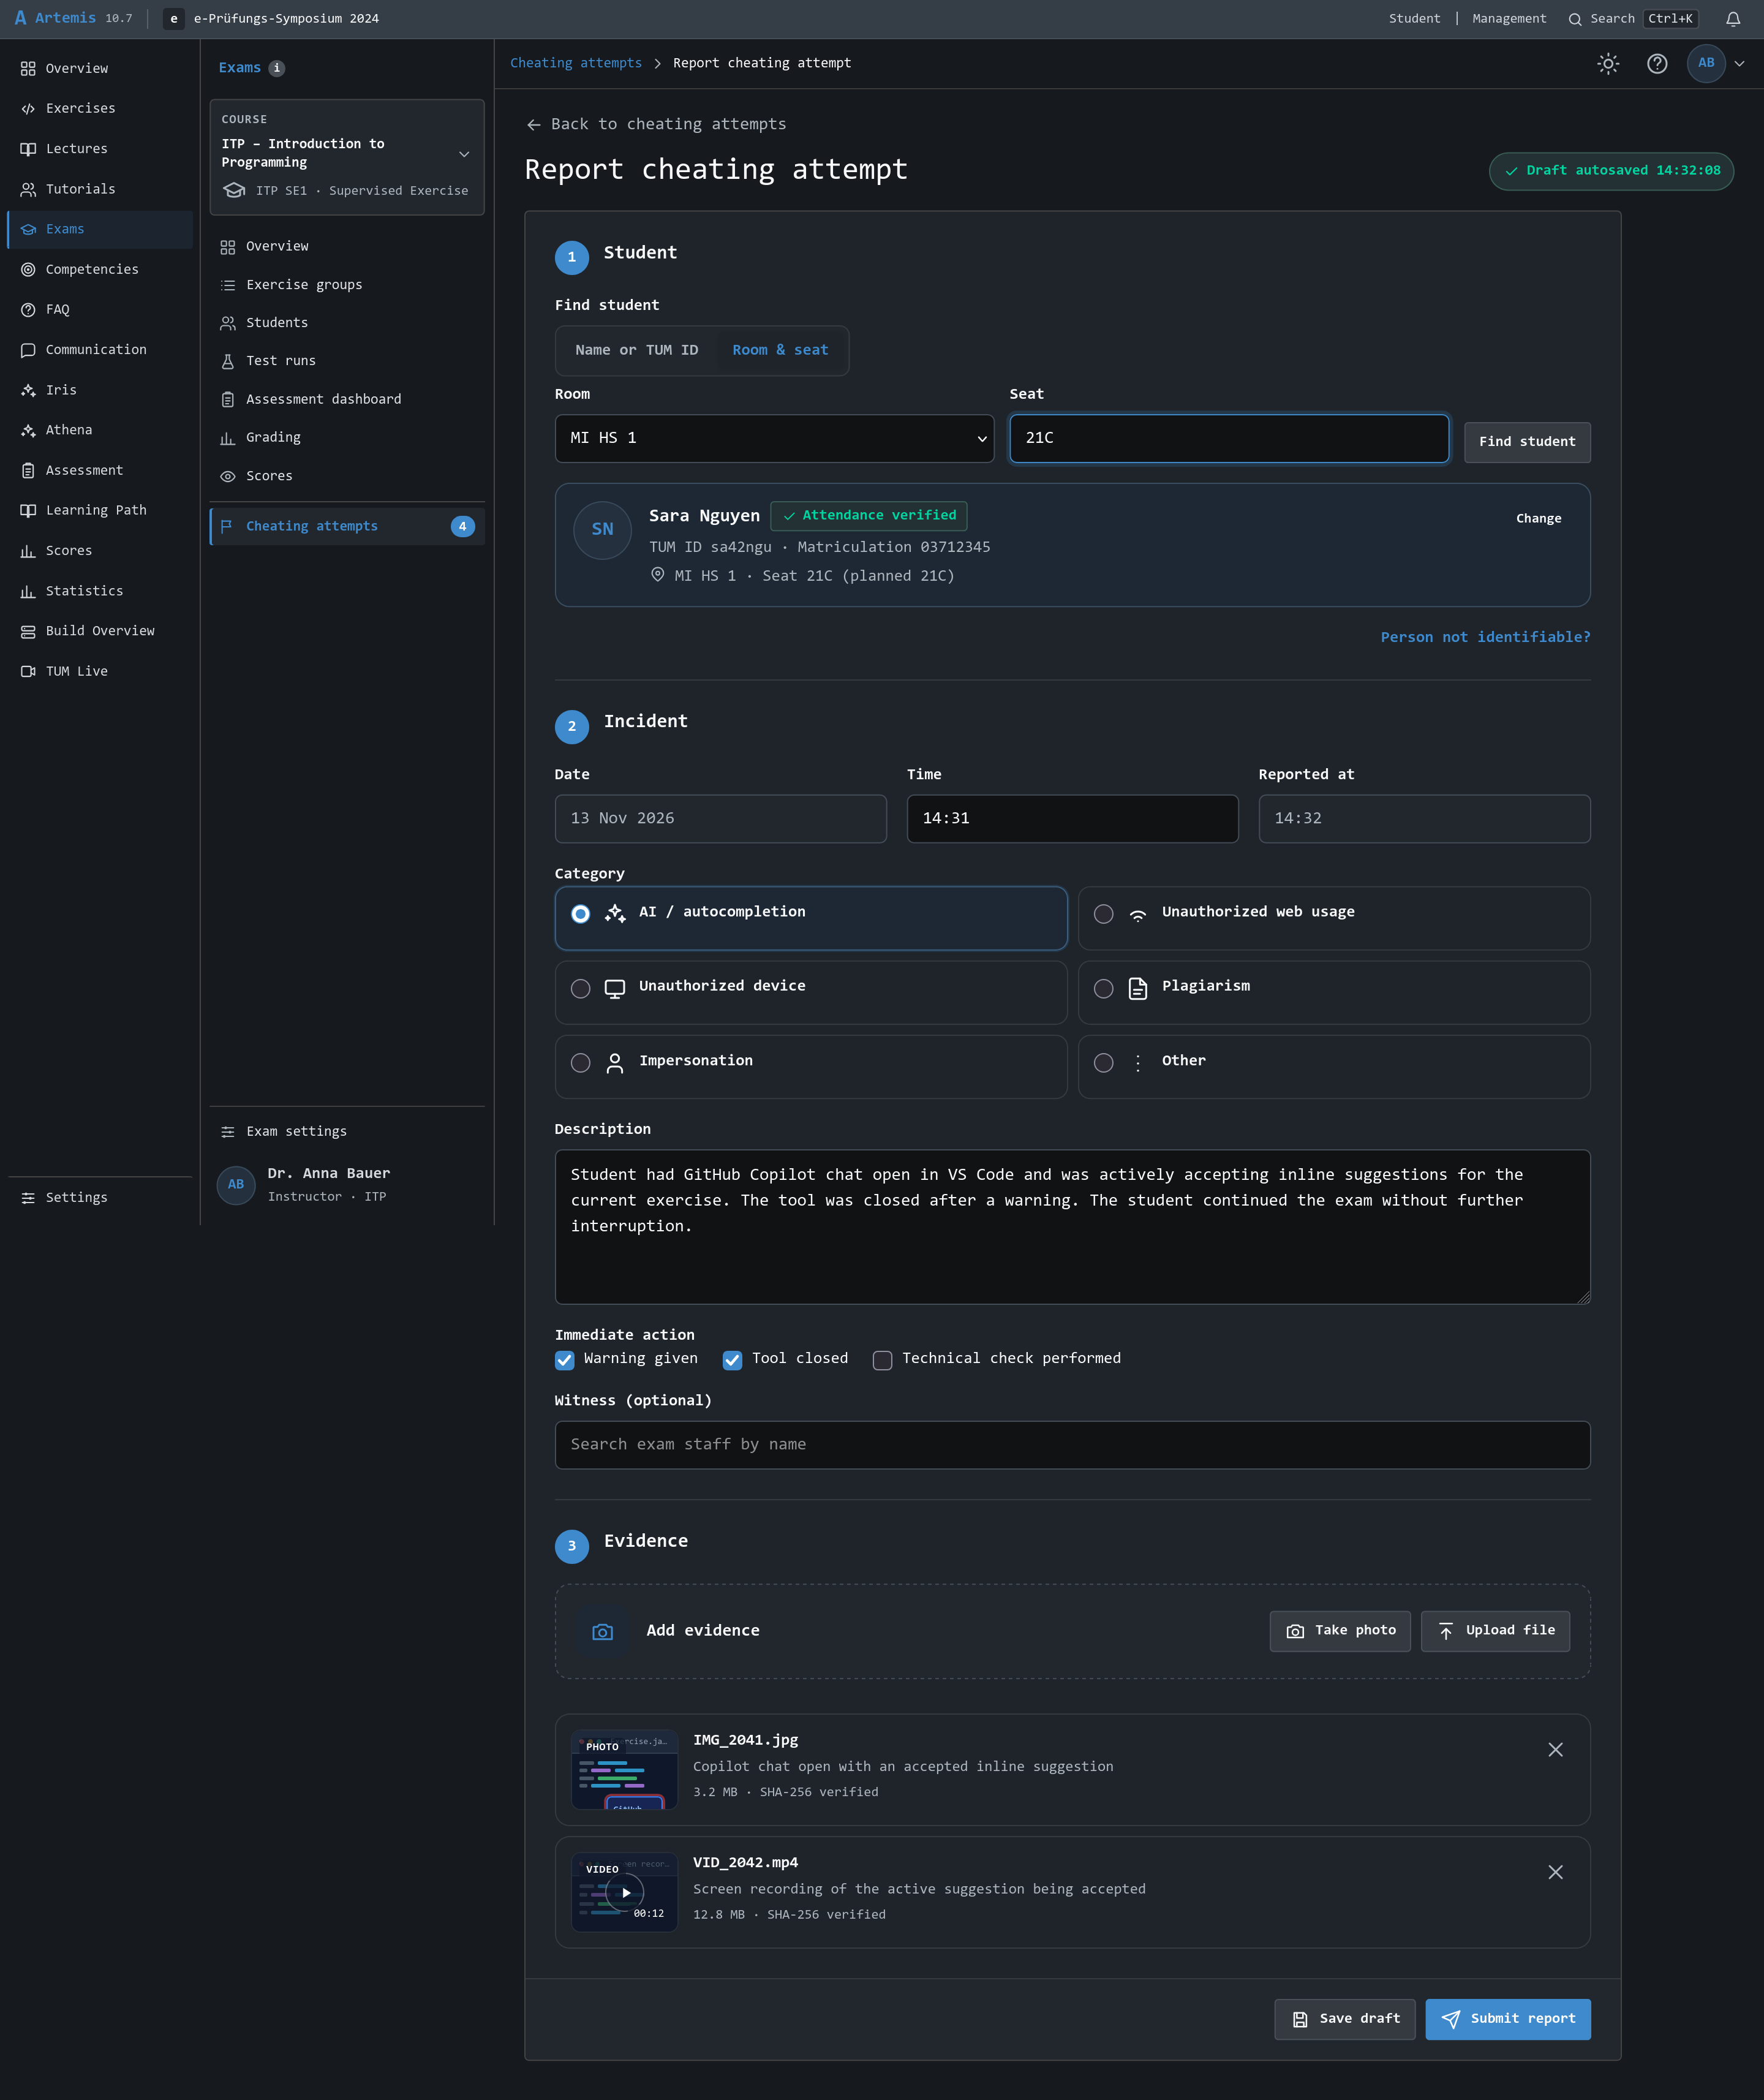 Artemis 10.7
e e-Prüfungs-Symposium 2024
Student | Management
Search Ctrl+K
Overview
Exercises
Lectures
Tutorials
Exams
Competencies
FAQ
Communication
Iris
Athena
Assessment
Learning Path
Scores
Statistics
Build Overview
TUM Live
Settings
Exams i
COURSE
ITP – Introduction to
Programming
ITP SE1 · Supervised Exercise
Overview
Exercise groups
Students
Test runs
Assessment dashboard
Grading
Scores
Cheating attempts 4
Exam settings
AB
Dr. Anna Bauer
Instructor · ITP
Cheating attempts > Report cheating attempt
AB
Back to cheating attempts
Report cheating attempt
Draft autosaved 14:32:08
1 Student
Find student
Name or TUM ID Room & seat
Room Seat
MI HS 1 21C Find student
SN
Sara Nguyen Attendance verified
Change
TUM ID sa42ngu · Matriculation 03712345
MI HS 1 · Seat 21C (planned 21C)
Person not identifiable?
2 Incident
Date Time Reported at
13 Nov 2026 14:31 14:32
Category
AI / autocompletion Unauthorized web usage
Unauthorized device Plagiarism
Impersonation Other
Description
Student had GitHub Copilot chat open in VS Code and was actively accepting inline suggestions for the
current exercise. The tool was closed after a warning. The student continued the exam without further
interruption.
Immediate action
Warning given Tool closed Technical check performed
Witness (optional)
Search exam staff by name
3 Evidence
Add evidence Take photo Upload file
PHOTO
IMG_2041.jpg
Copilot chat open with an accepted inline suggestion
3.2 MB · SHA-256 verified
VIDEO
00:12
VID_2042.mp4
Screen recording of the active suggestion being accepted
12.8 MB · SHA-256 verified
Save draft Submit report